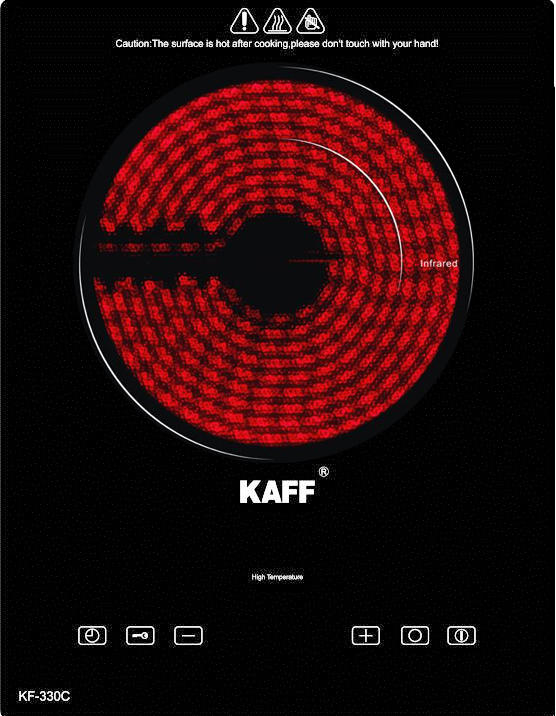 Caution:The surface is hot after cooking,please don't touch with your hand!
Infrared
KAFF®
High Temperature
KF-330C